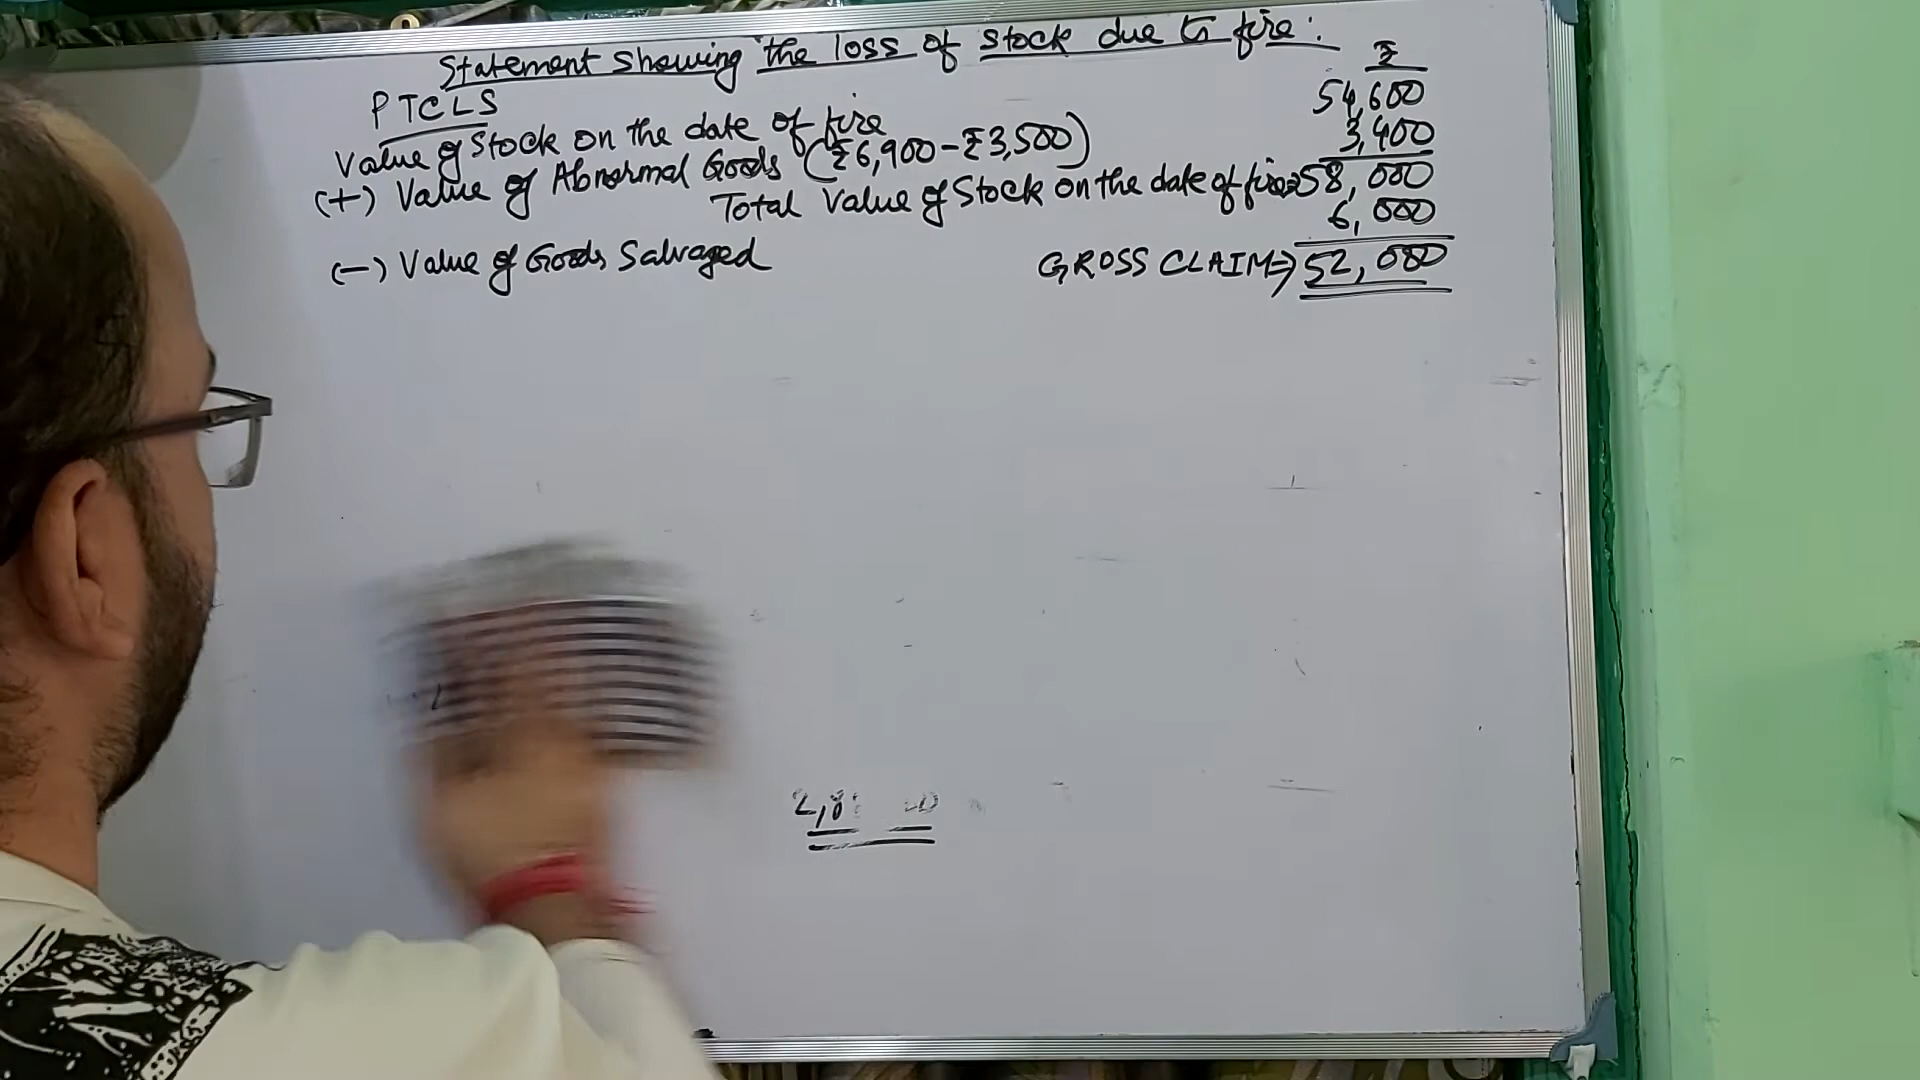 Statement showing the loss of stock due to fire:
PTCLS ₹
Value of Stock on the date of fire 54,600
(+) Value of Abnormal Goods (₹6,900-₹3,500) 3,400
Total Value of Stock on the date of fire 58,000
(-) Value of Goods Salvaged 6,000
GROSS CLAIM⇒ 52,000